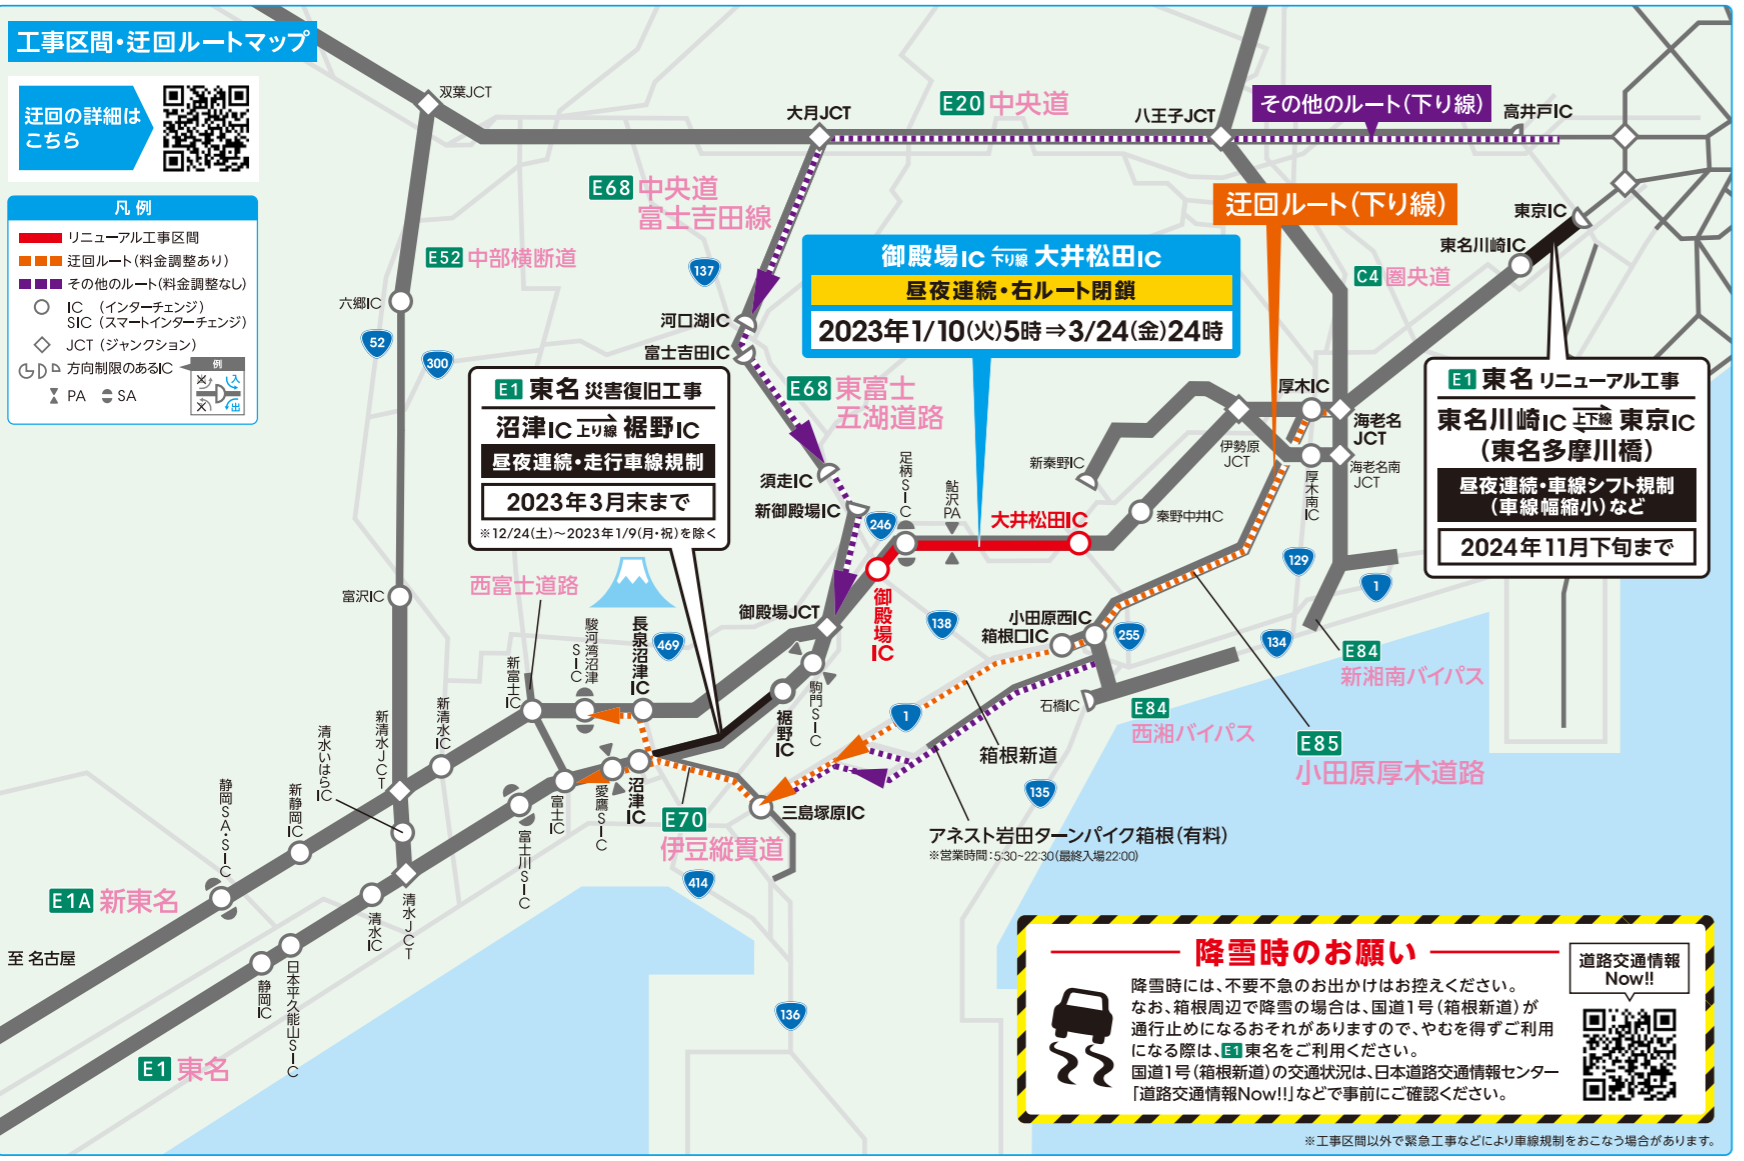 工事区間・迂回ルートマップ
迂回の詳細は
こちら
凡例
リニューアル工事区間
迂回ルート(料金調整あり)
その他のルート(料金調整なし)
IC (インターチェンジ)
SIC (スマートインターチェンジ)
JCT (ジャンクション)
方向制限のあるIC
例
入
出
PA
SA
双葉JCT
大月JCT
E20 中央道
八王子JCT
その他のルート(下り線)
高井戸IC
E68 中央道
富士吉田線
迂回ルート(下り線)
東京IC
東名川崎IC
C4 圏央道
E52 中部横断道
137
六郷IC
52
300
河口湖IC
富士吉田IC
御殿場IC 下り線 大井松田IC
昼夜連続・右ルート閉鎖
2023年1/10(火)5時⇒3/24(金)24時
E1 東名 災害復旧工事
沼津IC 上り線 裾野IC
昼夜連続・走行車線規制
2023年3月末まで
※12/24(土)~2023年1/9(月・祝)を除く
E68 東富士
五湖道路
E1 東名 リニューアル工事
東名川崎IC 上下線 東京IC
(東名多摩川橋)
昼夜連続・車線シフト規制
(車線幅縮小)など
2024年11月下旬まで
厚木IC
海老名
JCT
海老名南
JCT
伊勢原
JCT
厚木南IC
新秦野IC
秦野中井IC
須走IC
新御殿場IC
246
足柄SIC
鮎沢PA
大井松田IC
129
1
富沢IC
西富士道路
御殿場JCT
御殿場IC
138
小田原西IC
箱根口IC
255
134
E84
新湘南バイパス
469
新富士IC
駿河湾沼津SIC
長泉沼津IC
駒門SIC
裾野IC
石橋IC
E84
西湘バイパス
E85
小田原厚木道路
1
箱根新道
135
新清水JCT
新清水IC
清水いはらIC
静岡SA・SIC
新静岡IC
富士川SIC
富士IC
愛鷹SIC
沼津IC
E70
伊豆縦貫道
三島塚原IC
アネスト岩田ターンパイク箱根(有料)
※営業時間:5:30~22:30(最終入場22:00)
414
E1A 新東名
至 名古屋
静岡IC
日本平久能山SIC
清水IC
清水JCT
136
E1 東名
降雪時のお願い
降雪時には、不要不急のお出かけはお控えください。
なお、箱根周辺で降雪の場合は、国道1号(箱根新道)が
通行止めになるおそれがありますので、やむを得ずご利用
になる際は、E1東名をご利用ください。
国道1号(箱根新道)の交通状況は、日本道路交通情報センター
「道路交通情報Now!!」などで事前にご確認ください。
道路交通情報
Now!!
※工事区間以外で緊急工事などにより車線規制をおこなう場合があります。